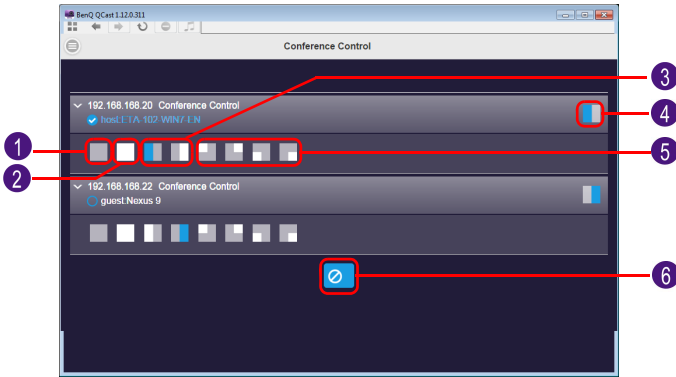 BenQ QCast 1.12.0.311
Conference Control
3
192.168.168.20 Conference Control
4
host:ETA-102-WIN7-EN
1
5
2
192.168.168.22 Conference Control
guest:Nexus 9
6